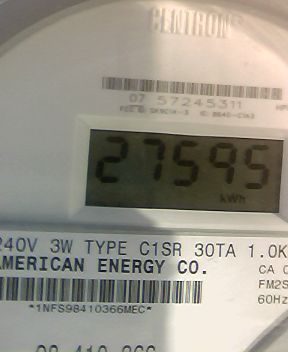 CENTRON
07 57245311
27595
kWh
240V 3W TYPE C1SR 30TA 1.0K
AMERICAN ENERGY CO.
CA 0
FM2S
60Hz
*1NFS98410366MEC*